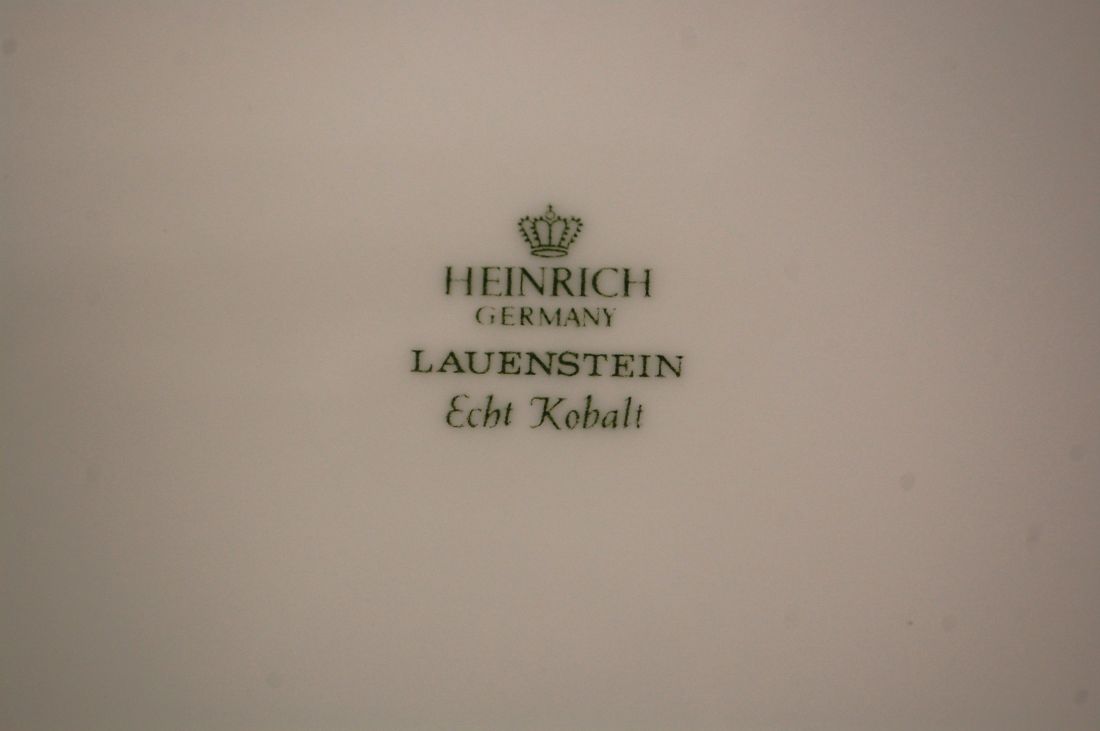 HEINRICH
GERMANY
LAUENSTEIN
Echt Kobalt